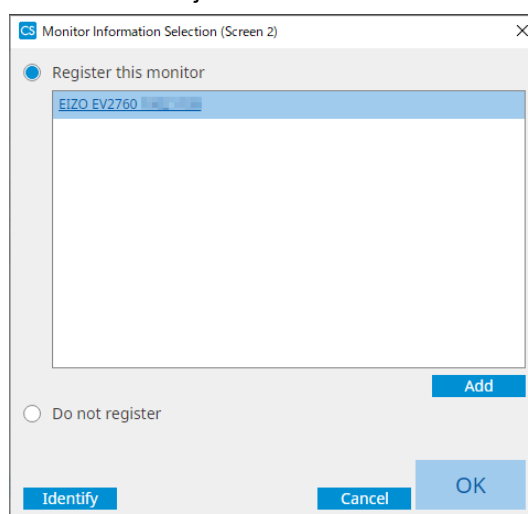 CS Monitor Information Selection (Screen 2)
Register this monitor
EIZO EV2760
Add
Do not register
Identify
Cancel
OK